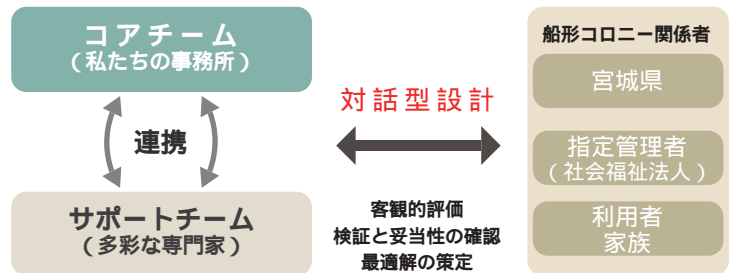 コアチーム
(私たちの事務所)
連携
サポートチーム
(多彩な専門家)
対話型設計
客観的評価
検証と妥当性の確認
最適解の策定
船形コロニー関係者
宮城県
指定管理者
(社会福祉法人)
利用者
家族